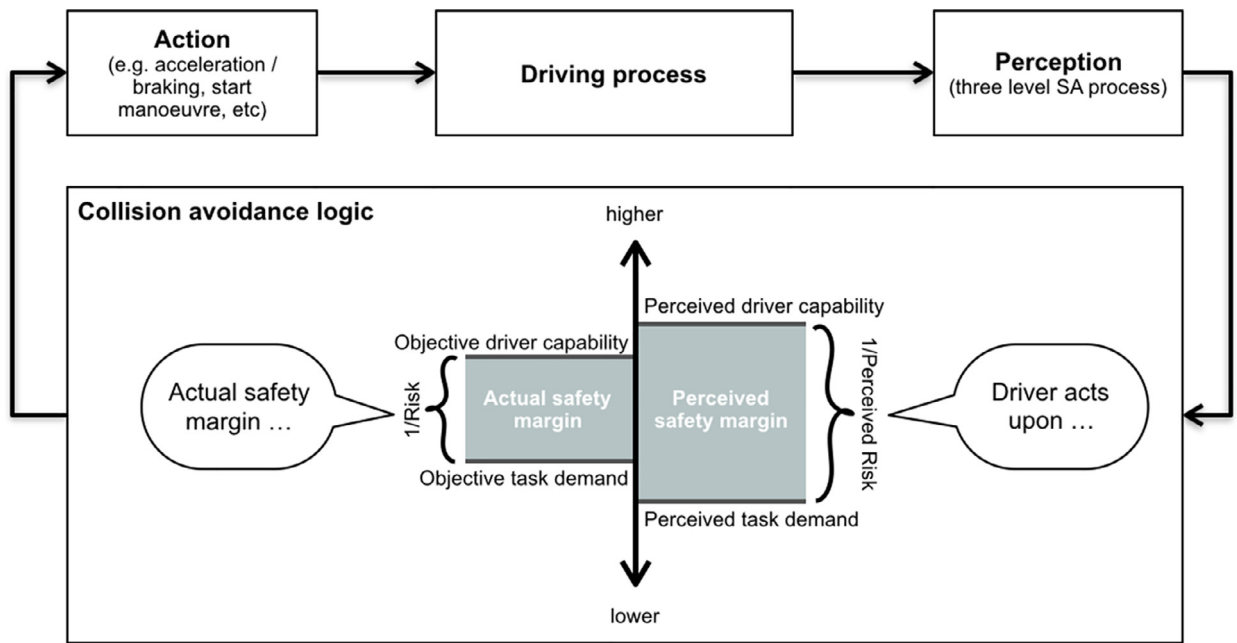 Action
(e.g. acceleration /
braking, start
manoeuvre, etc)
Driving process
Perception
(three level SA process)
Collision avoidance logic
higher
Perceived driver capability
Objective driver capability
Actual safety
margin …
1/Risk
Actual safety
margin
Perceived
safety margin
1/Perceived Risk
Driver acts
upon …
Objective task demand
Perceived task demand
lower